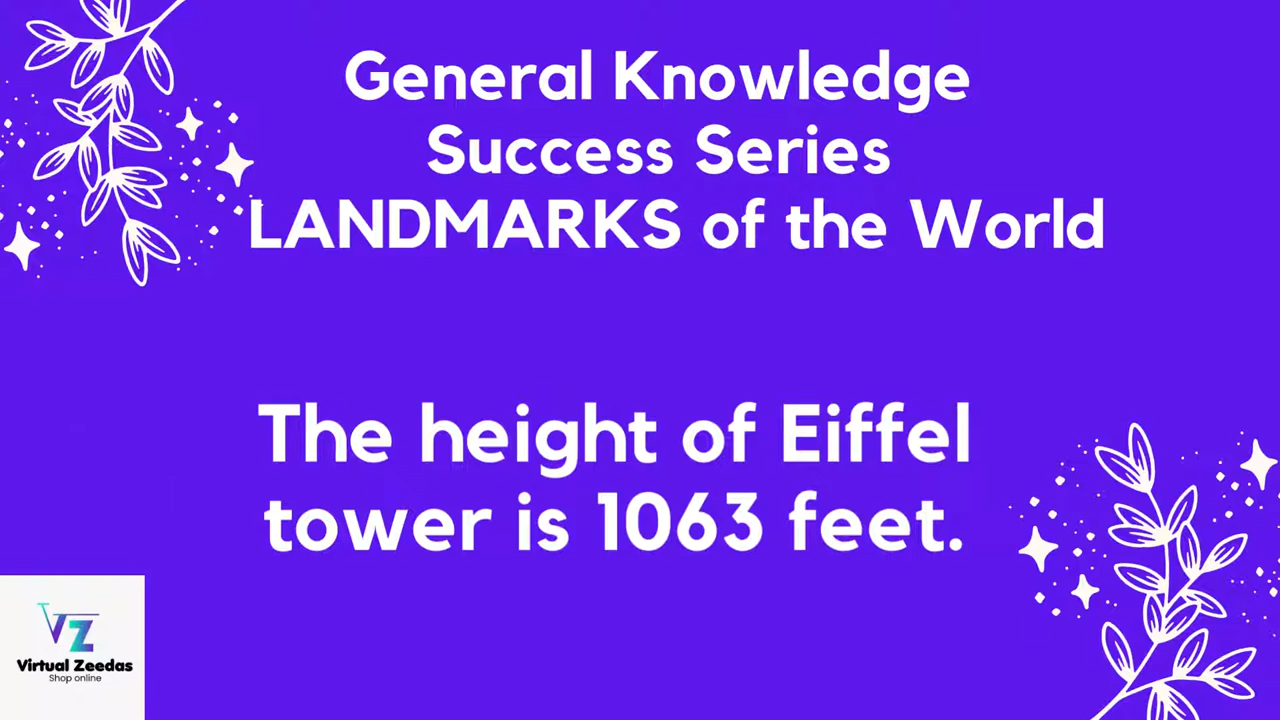 General Knowledge
Success Series
LANDMARKS of the World
The height of Eiffel
tower is 1063 feet.
VZ
Virtual Zeedas
Shop online